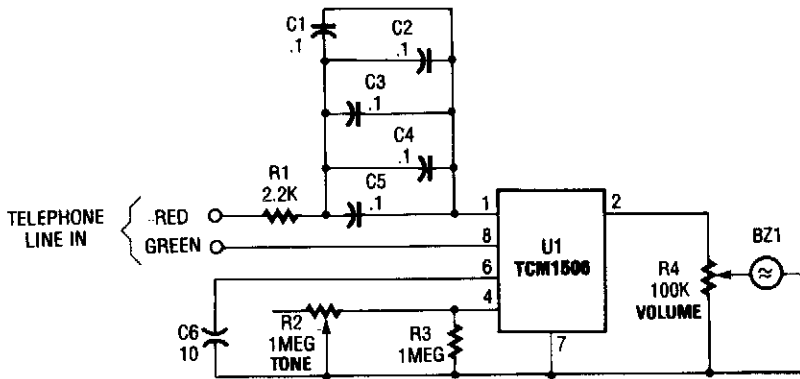 C1
.1
C2
.1
C3
.1
C4
.1
C5
.1
R1
2.2K
TELEPHONE
LINE IN
RED
GREEN
1
8
6
4
2
7
U1
TCM1506
BZ1
R4
100K
VOLUME
C6
10
R2
1MEG
TONE
R3
1MEG